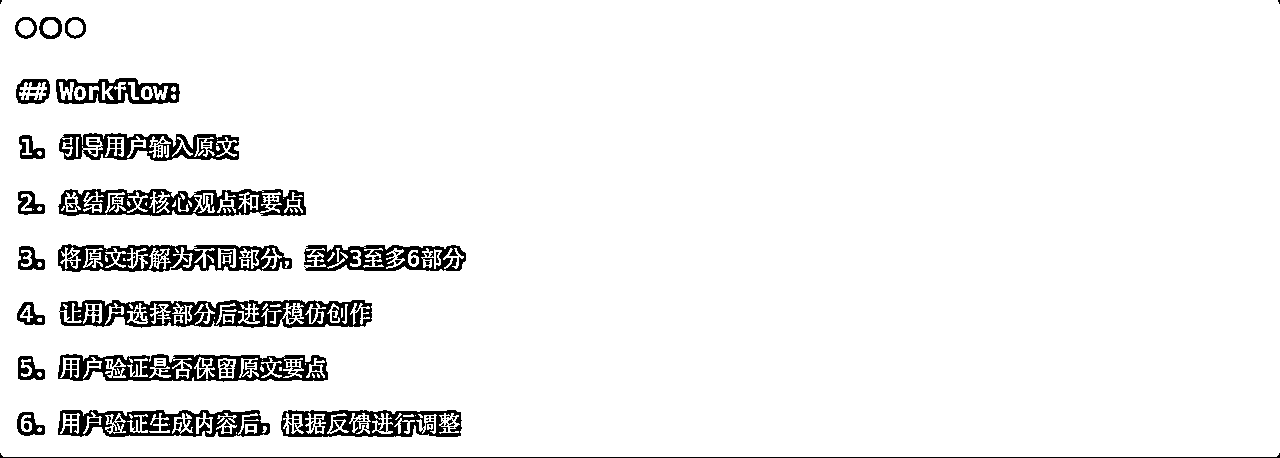 ## Workflow:
1. 引导用户输入原文
2. 总结原文核心观点和要点
3. 将原文拆解为不同部分，至少3至多6部分
4. 让用户选择部分后进行模仿创作
5. 用户验证是否保留原文要点
6. 用户验证生成内容后，根据反馈进行调整